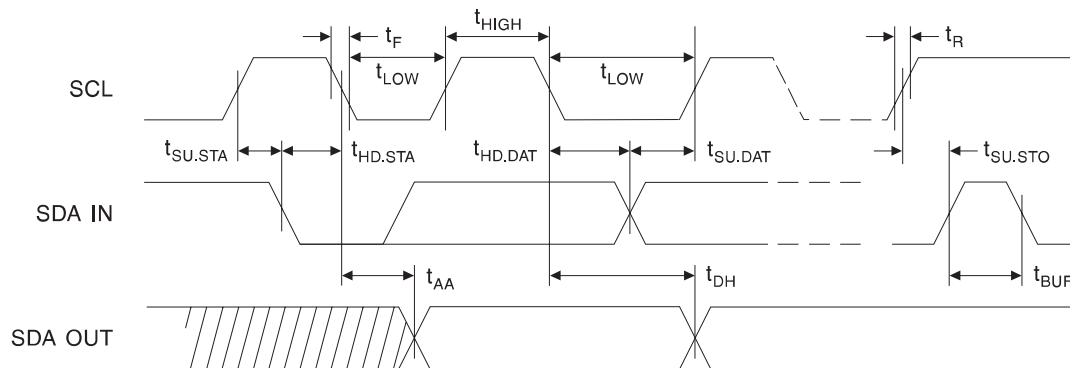 tHIGH
tF
tR
tLOW
tLOW
SCL
tSU.STA
tHD.STA
tHD.DAT
tSU.DAT
tSU.STO
SDA IN
tAA
tDH
tBUF
SDA OUT